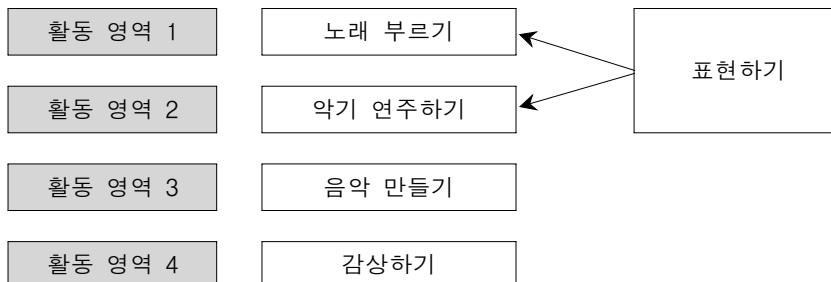 활동 영역 1 노래 부르기
표현하기
활동 영역 2 악기 연주하기
활동 영역 3 음악 만들기
활동 영역 4 감상하기